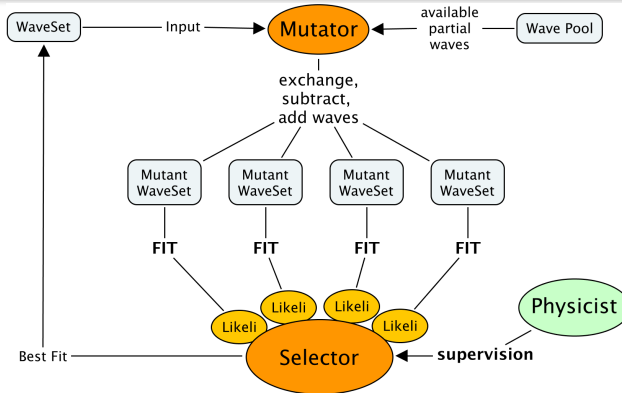 WaveSet
Input
Mutator
available
partial
waves
Wave Pool
exchange,
subtract,
add waves
Mutant
WaveSet
Mutant
WaveSet
Mutant
WaveSet
Mutant
WaveSet
FIT
FIT
FIT
FIT
Likeli
Likeli
Likeli
Likeli
Physicist
Best Fit
Selector
supervision